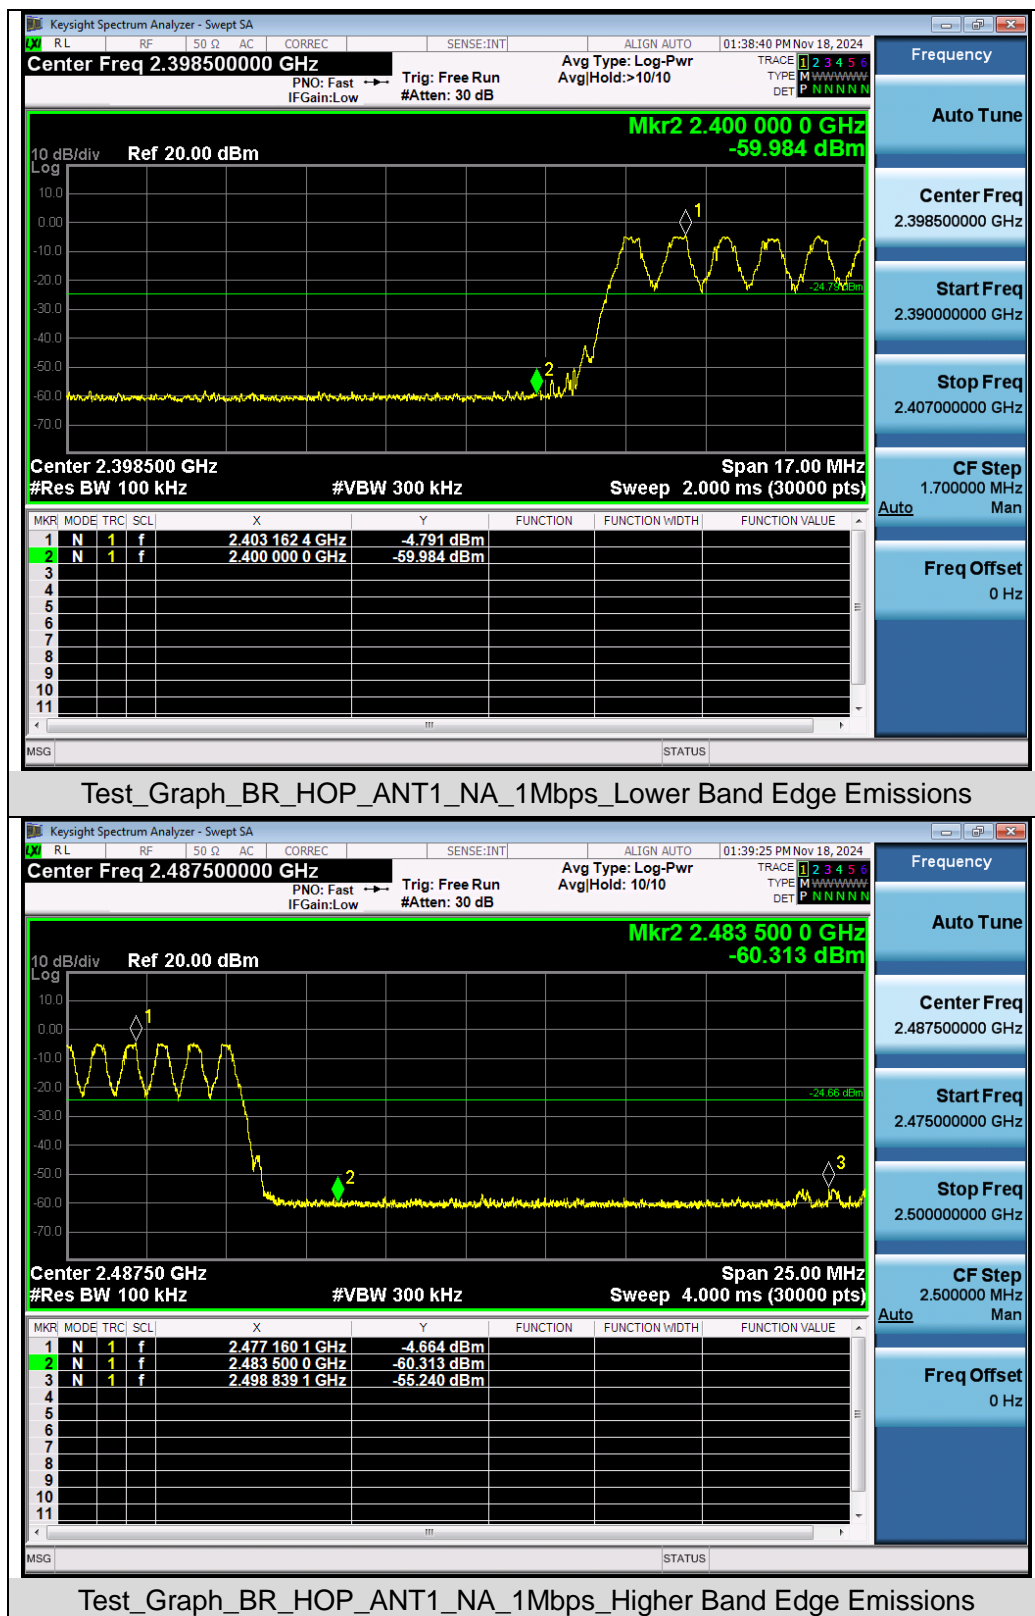 Keysight Spectrum Analyzer - Swept SA
LXI RL RF 50 Ω AC CORREC SENSE:INT ALIGN AUTO 01:38:40 PM Nov 18, 2024
Center Freq 2.398500000 GHz
PNO: Fast
IFGain:Low
Trig: Free Run
#Atten: 30 dB
Avg Type: Log-Pwr
Avg|Hold:>10/10
TRACE 1 2 3 4 5 6
TYPE M WWWWW
DET P N N N N N
Frequency
Auto Tune
Center Freq
2.398500000 GHz
Start Freq
2.390000000 GHz
Stop Freq
2.407000000 GHz
CF Step
1.700000 MHz
Auto Man
Freq Offset
0 Hz
Mkr2 2.400 000 0 GHz
-59.984 dBm
10 dB/div Ref 20.00 dBm
Log
10.0
0.00
-10.0
-20.0
-30.0
-40.0
-50.0
-60.0
-70.0
1
-24.79 dBm
2
Center 2.398500 GHz Span 17.00 MHz
#Res BW 100 kHz #VBW 300 kHz Sweep 2.000 ms (30000 pts)
MKR MODE TRC SCL X Y FUNCTION FUNCTION WIDTH FUNCTION VALUE
1 N 1 f 2.403 162 4 GHz -4.791 dBm
2 N 1 f 2.400 000 0 GHz -59.984 dBm
3
4
5
6
7
8
9
10
11
MSG STATUS
Test_Graph_BR_HOP_ANT1_NA_1Mbps_Lower Band Edge Emissions
Keysight Spectrum Analyzer - Swept SA
LXI RL RF 50 Ω AC CORREC SENSE:INT ALIGN AUTO 01:39:25 PM Nov 18, 2024
Center Freq 2.487500000 GHz
PNO: Fast
IFGain:Low
Trig: Free Run
#Atten: 30 dB
Avg Type: Log-Pwr
Avg|Hold: 10/10
TRACE 1 2 3 4 5 6
TYPE M WWWWW
DET P N N N N N
Frequency
Auto Tune
Center Freq
2.487500000 GHz
Start Freq
2.475000000 GHz
Stop Freq
2.500000000 GHz
CF Step
2.500000 MHz
Auto Man
Freq Offset
0 Hz
Mkr2 2.483 500 0 GHz
-60.313 dBm
10 dB/div Ref 20.00 dBm
Log
10.0
0.00
-10.0
-20.0
-30.0
-40.0
-50.0
-60.0
-70.0
1
-24.66 dBm
2
3
Center 2.48750 GHz Span 25.00 MHz
#Res BW 100 kHz #VBW 300 kHz Sweep 4.000 ms (30000 pts)
MKR MODE TRC SCL X Y FUNCTION FUNCTION WIDTH FUNCTION VALUE
1 N 1 f 2.477 160 1 GHz -4.664 dBm
2 N 1 f 2.483 500 0 GHz -60.313 dBm
3 N 1 f 2.498 839 1 GHz -55.240 dBm
4
5
6
7
8
9
10
11
MSG STATUS
Test_Graph_BR_HOP_ANT1_NA_1Mbps_Higher Band Edge Emissions